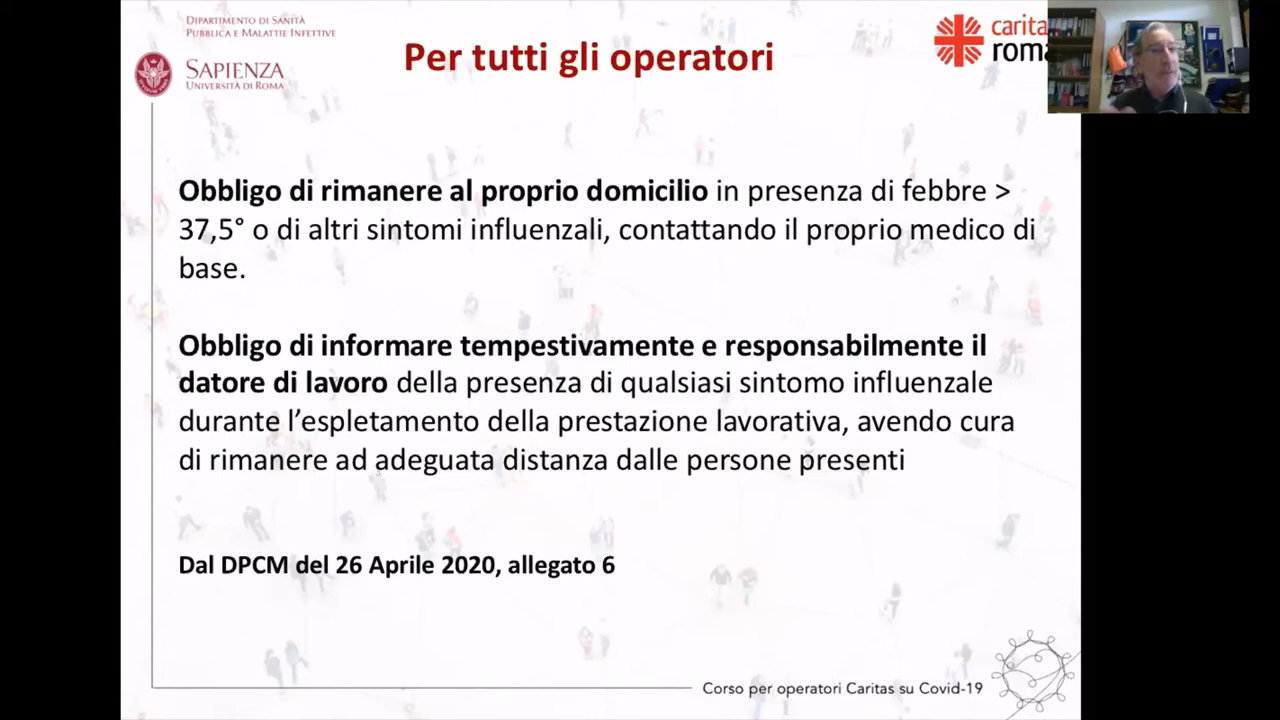 Dipartimento di Sanità
Pubblica e Malattie Infettive
Sapienza
Università di Roma
Per tutti gli operatori
Obbligo di rimanere al proprio domicilio in presenza di febbre >
37,5° o di altri sintomi influenzali, contattando il proprio medico di
base.
Obbligo di informare tempestivamente e responsabilmente il
datore di lavoro della presenza di qualsiasi sintomo influenzale
durante l’espletamento della prestazione lavorativa, avendo cura
di rimanere ad adeguata distanza dalle persone presenti
Dal DPCM del 26 Aprile 2020, allegato 6
Corso per operatori Caritas su Covid-19